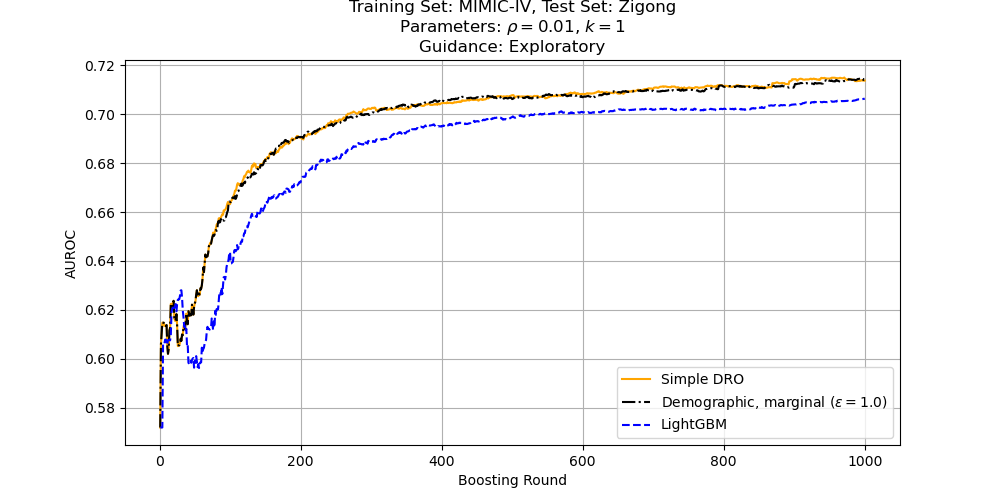 Training Set: MIMIC-IV, Test Set: Zigong
Parameters: ρ = 0.01, k = 1
Guidance: Exploratory
0.72
0.70
0.68
0.66
0.64
0.62
0.60
0.58
AUROC
Simple DRO
Demographic, marginal (ε = 1.0)
LightGBM
0 200 400 600 800 1000
Boosting Round